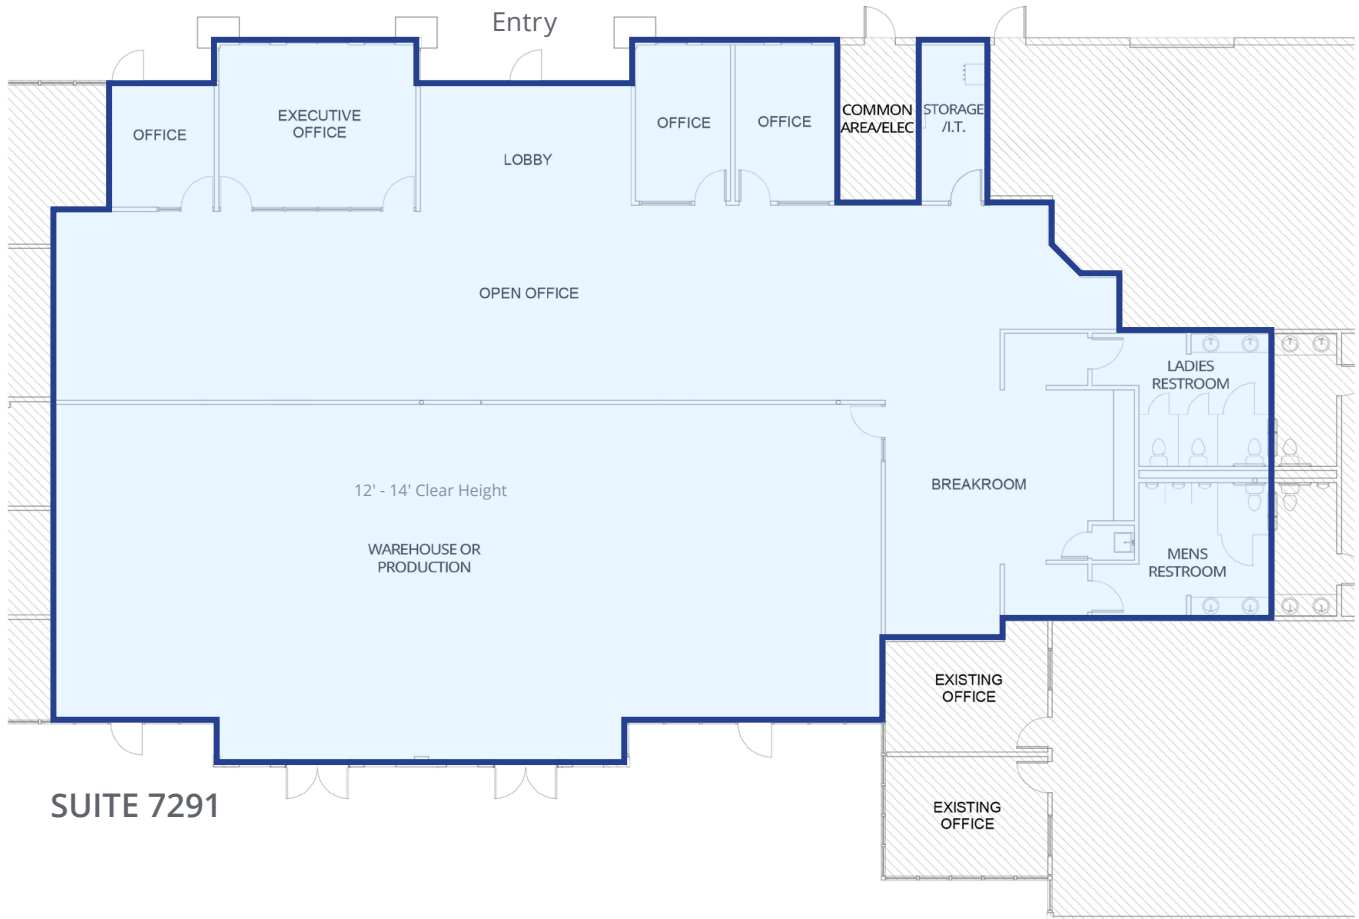 Entry
EXECUTIVE
OFFICE
OFFICE
OFFICE
OFFICE
COMMON
AREA/ELEC
STORAGE
/I.T.
LOBBY
OPEN OFFICE
LADIES
RESTROOM
12' - 14' Clear Height
BREAKROOM
WAREHOUSE OR
PRODUCTION
MENS
RESTROOM
EXISTING
OFFICE
EXISTING
OFFICE
SUITE 7291